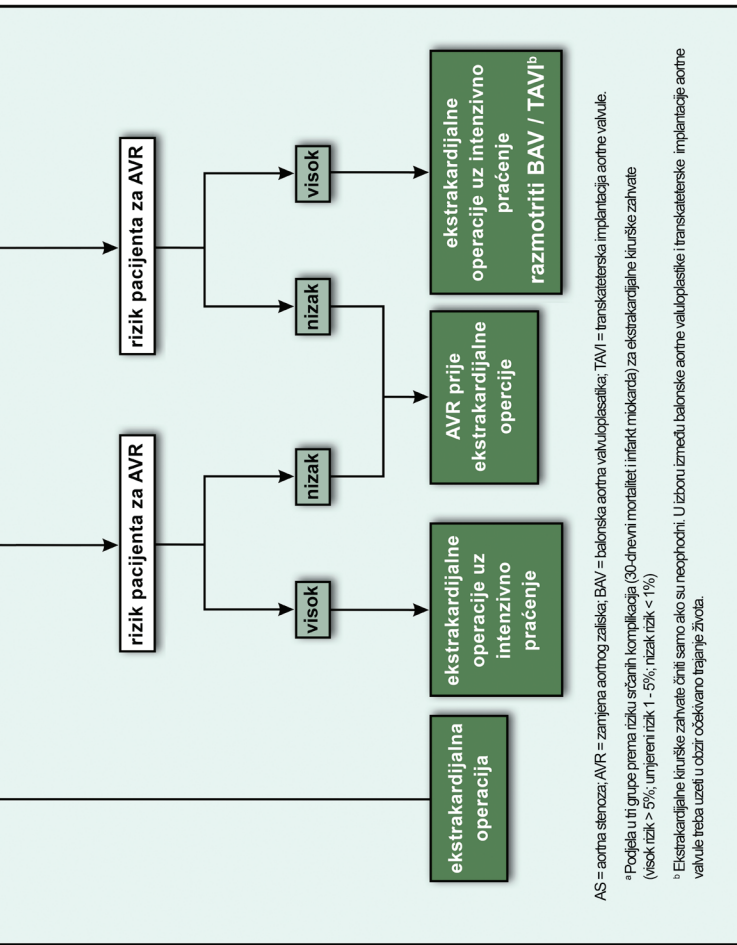 rizik pacijenta za AVR
rizik pacijenta za AVR
visok
nizak
nizak
visok
ekstrakardijalna
operacija
ekstrakardijalne
operacije uz
intenzivno
praćenje
AVR prije
ekstrakardijalne
opercije
ekstrakardijalne
operacije uz intenzivno
praćenje
razmotriti BAV / TAVIᵇ
AS = aortna stenoza; AVR = zamjena aortnog zaliska; BAV = balonska aortna valvuloplasatika; TAVI = transkateterska implantacija aortne valvule.
ᵃ Podjela u tri grupe prema riziku srčanih komplikacija (30-dnevni mortalitet i infarkt miokarda) za ekstrakardijalne kirurške zahvate
(visok rizik > 5%; umjereni rizik 1 - 5%; nizak rizik < 1%)
ᵇ Ekstrakardijalne kirurške zahvate činiti samo ako su neophodni. U izboru između balonske aortne valuloplastike i transkateterske implantacije aortne
valvule treba uzeti u obzir očekivano trajanje života.